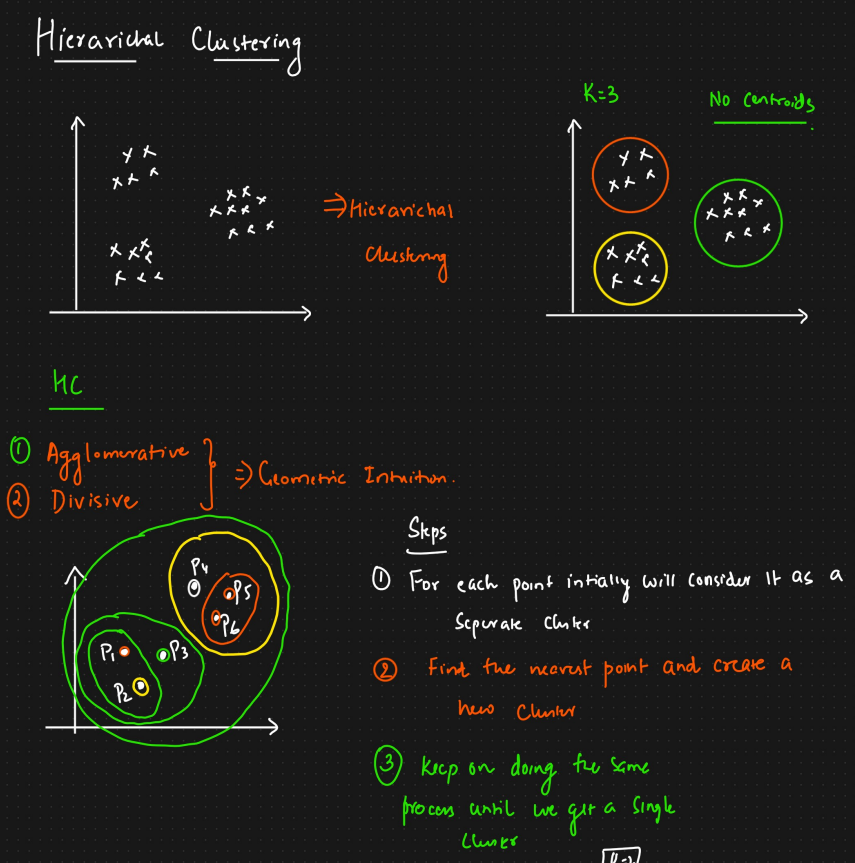 Hierarichal Clustering
K=3
No Centroids
⇒ Hierarichal
Clustering
HC
① Agglomerative
② Divisive
⇒ Geometric Intuition.
Steps
P4
P5
P6
P1
P3
P2
① For each point intially will consider it as a
Seperate Cluster
② Find the nearest point and create a
new Cluster
③ Keep on doing the same
process until we get a single
Cluster